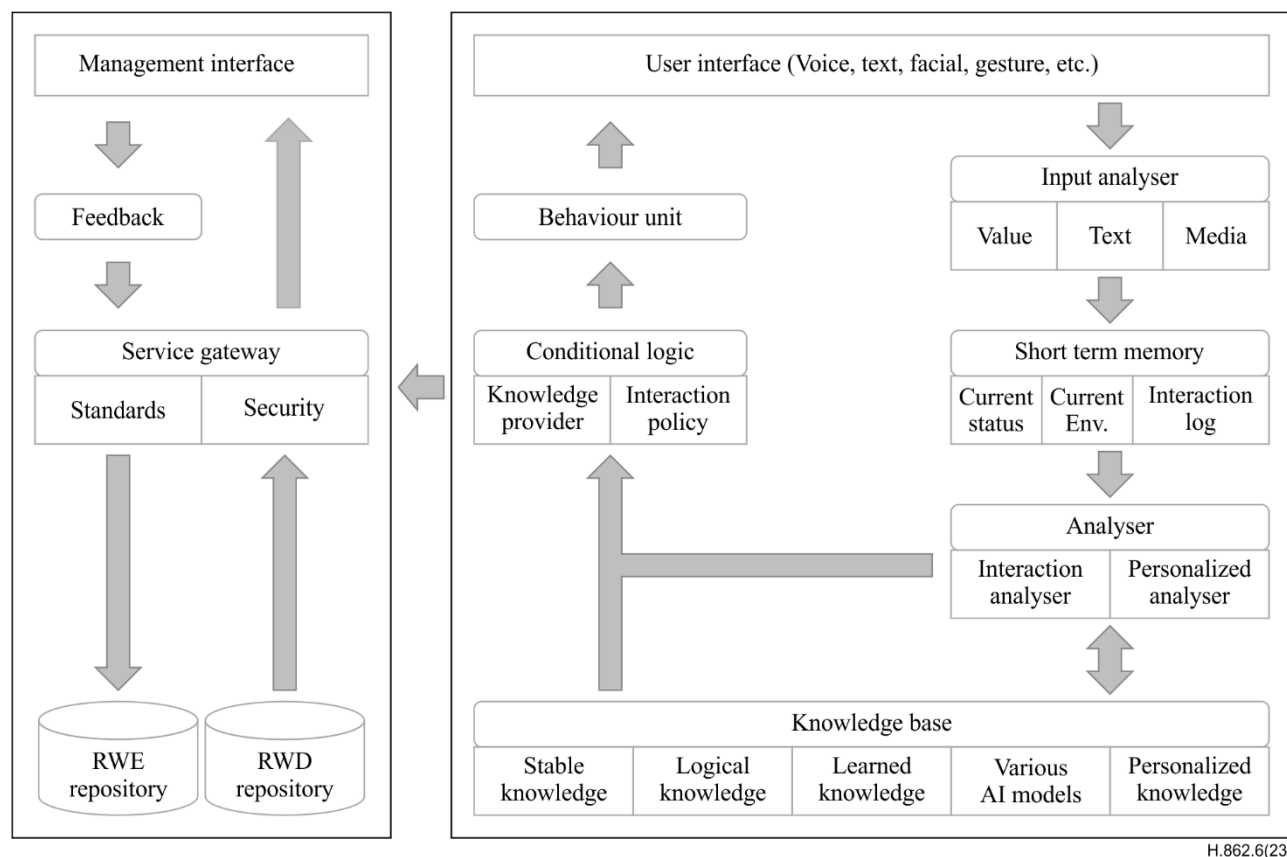 Management interface
Feedback
Service gateway
Standards
Security
RWE
repository
RWD
repository
User interface (Voice, text, facial, gesture, etc.)
Behaviour unit
Conditional logic
Knowledge
provider
Interaction
policy
Input analyser
Value
Text
Media
Short term memory
Current
status
Current
Env.
Interaction
log
Analyser
Interaction
analyser
Personalized
analyser
Knowledge base
Stable
knowledge
Logical
knowledge
Learned
knowledge
Various
AI models
Personalized
knowledge
H.862.6(23